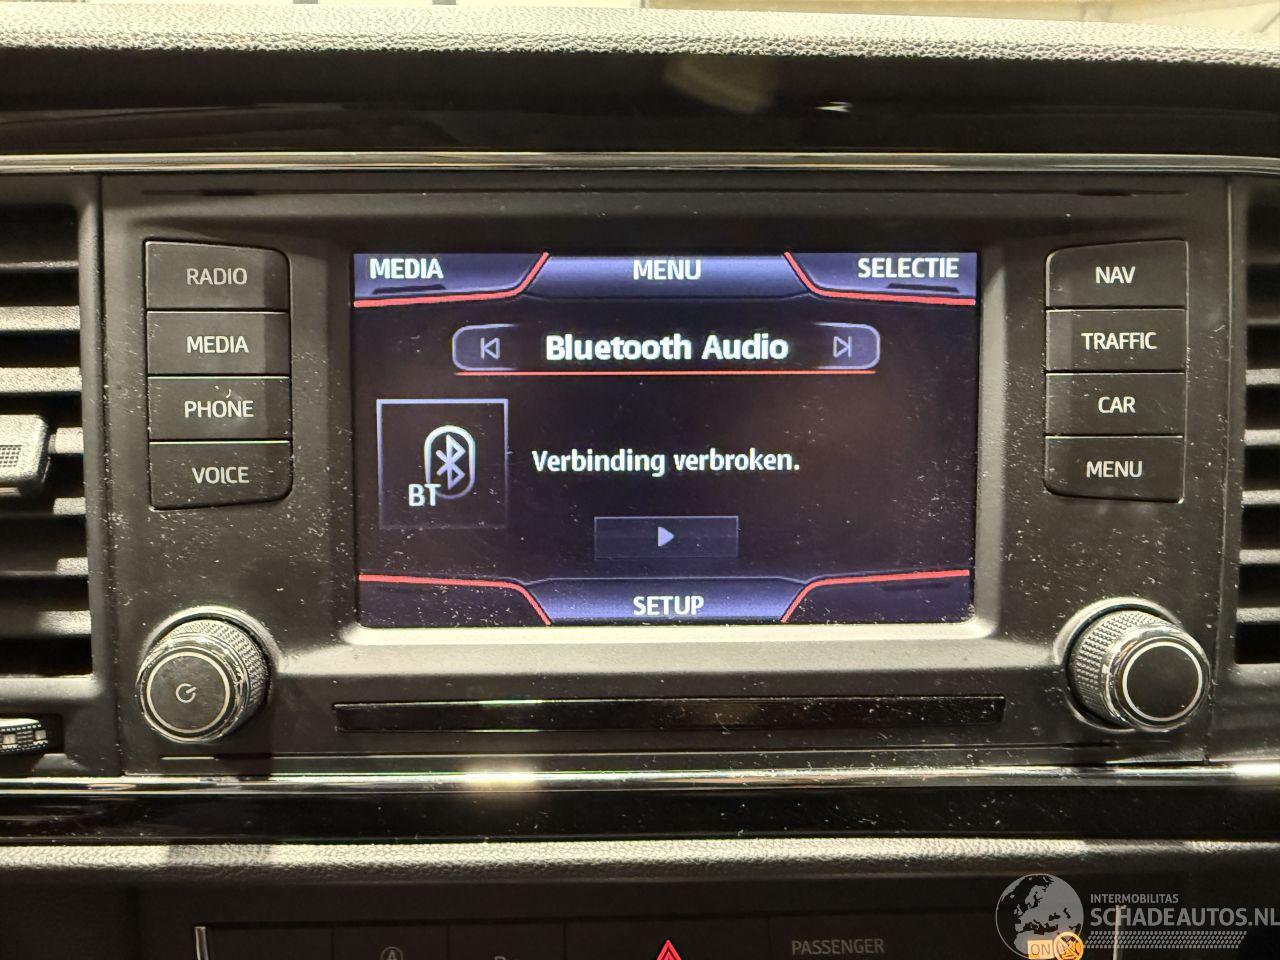 MEDIA MENU SELECTIE
RADIO
MEDIA
PHONE
VOICE
Bluetooth Audio
BT
Verbinding verbroken.
SETUP
NAV
TRAFFIC
CAR
MENU
A
PASSENGER
ON
INTERMOBILITAS
SCHADEAUTOS.NL